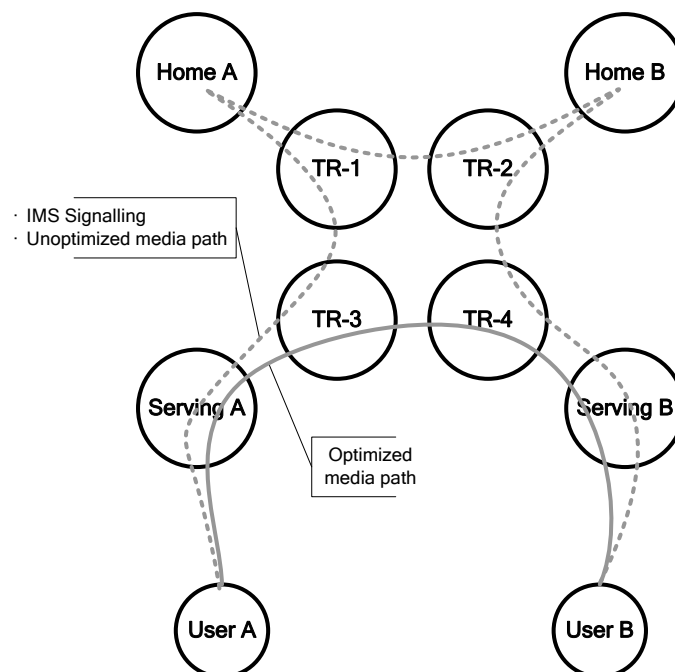 Home A
Home B
TR-1
TR-2
· IMS Signalling
· Unoptimized media path
TR-3
TR-4
Serving A
Serving B
Optimized
media path
User A
User B